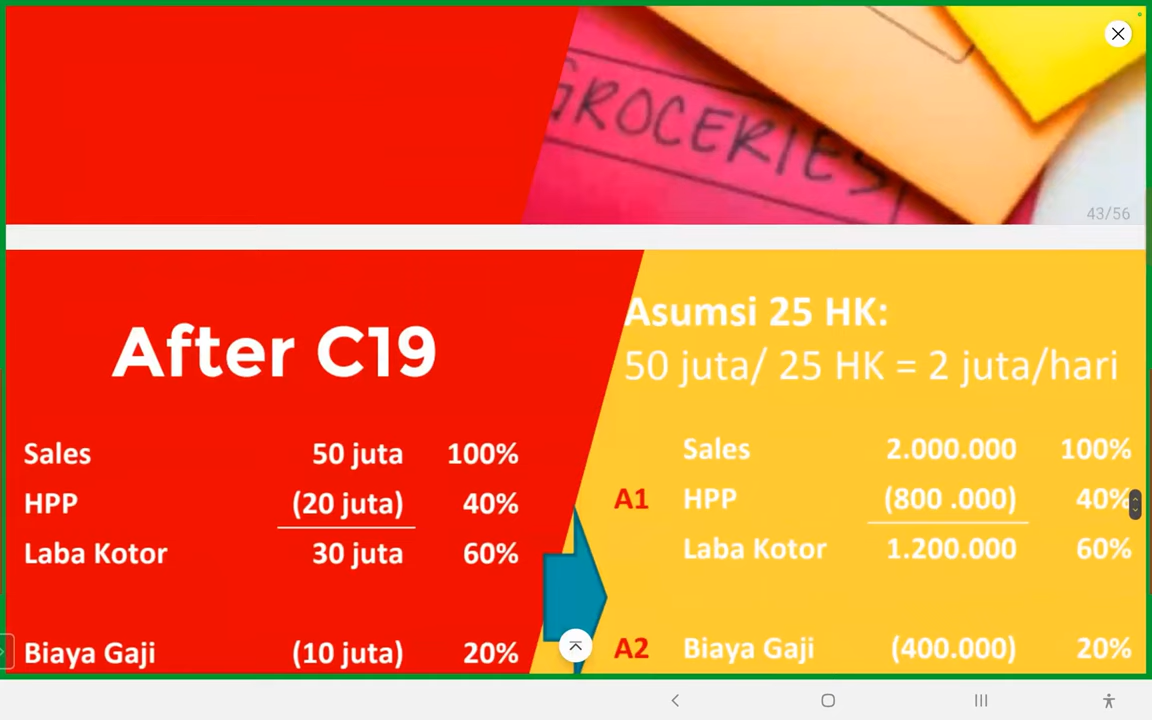 GROCERIES
43/56
After C19
Sales 50 juta 100%
HPP (20 juta) 40%
Laba Kotor 30 juta 60%
Biaya Gaji (10 juta) 20%
Asumsi 25 HK:
50 juta/ 25 HK = 2 juta/hari
Sales 2.000.000 100%
A1 HPP (800 .000) 40%
Laba Kotor 1.200.000 60%
A2 Biaya Gaji (400.000) 20%